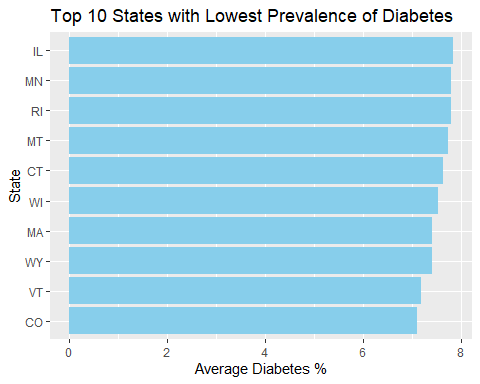 Top 10 States with Lowest Prevalence of Diabetes
State
IL
MN
RI
MT
CT
WI
MA
WY
VT
CO
0 2 4 6 8
Average Diabetes %